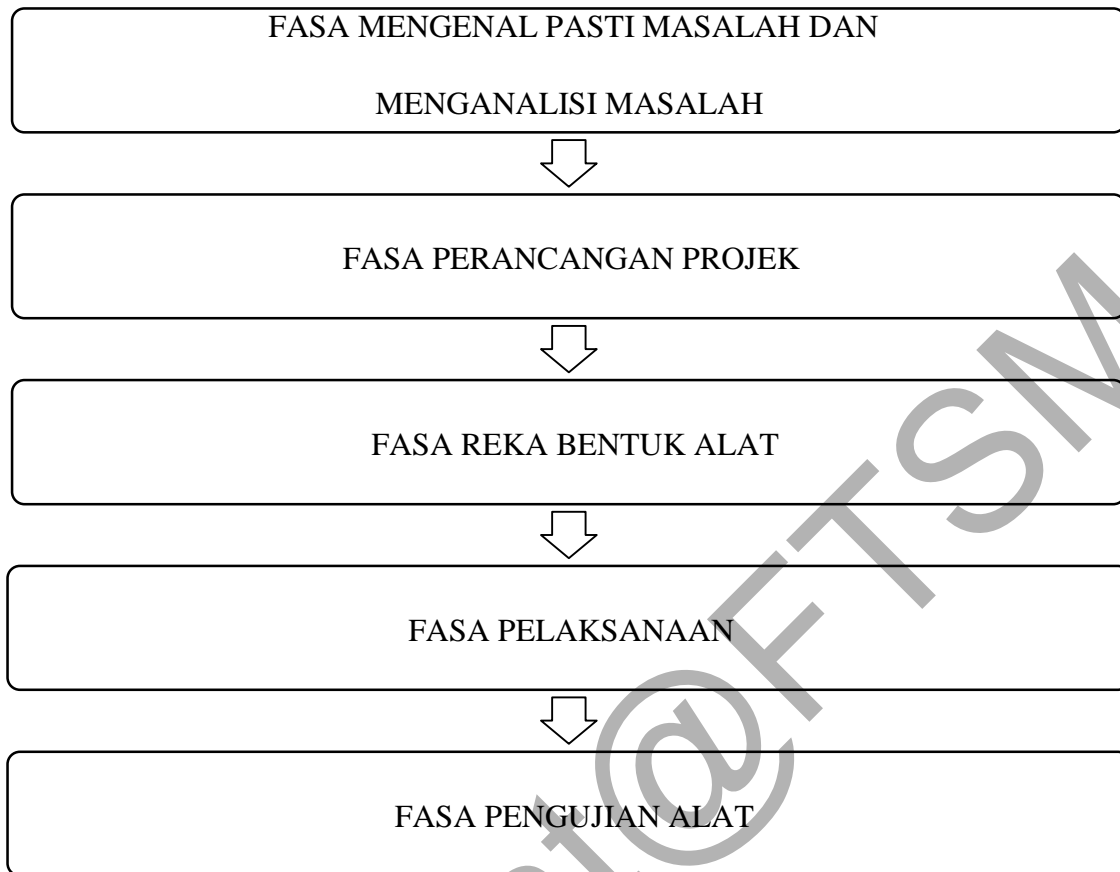 FASA MENGENAL PASTI MASALAH DAN
MENGANALISI MASALAH
FASA PERANCANGAN PROJEK
FASA REKA BENTUK ALAT
FASA PELAKSANAAN
FASA PENGUJIAN ALAT
t@FTSM